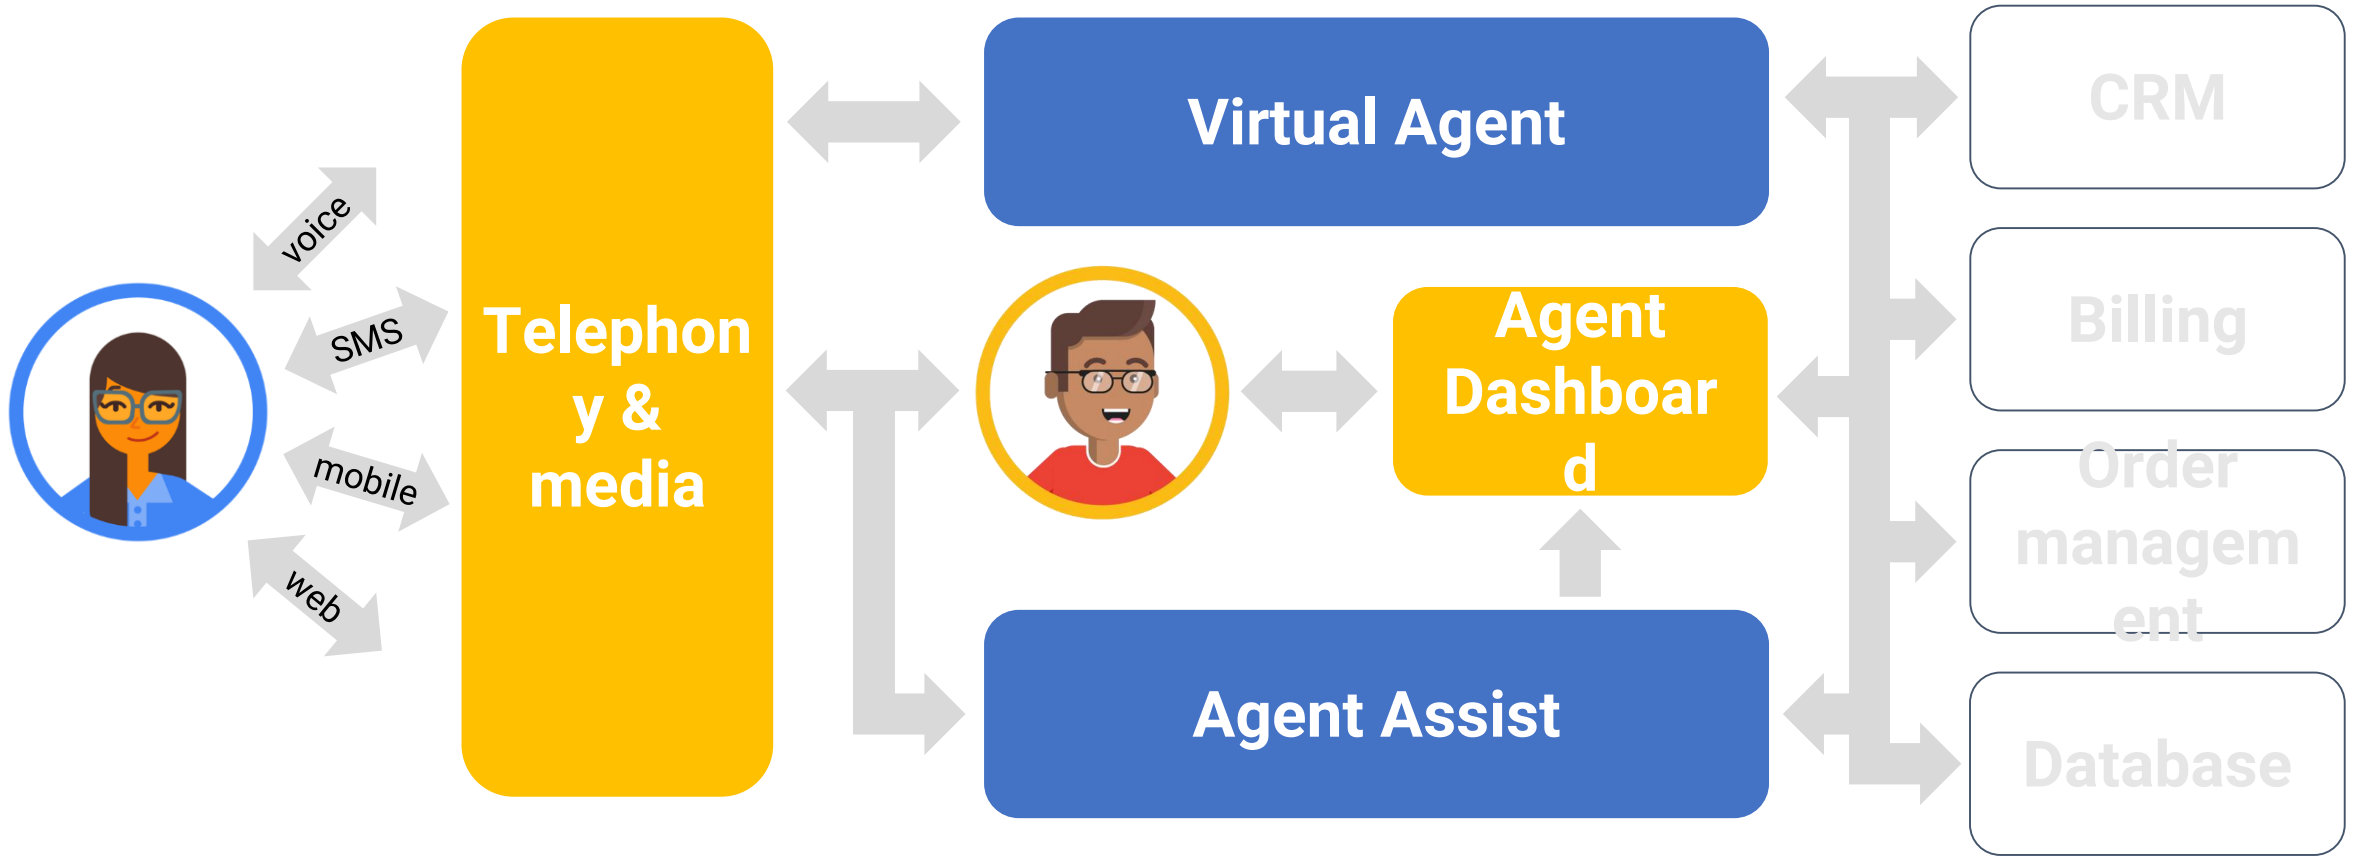 voice
SMS
mobile
web
Telephon
y &
media
Virtual Agent
Agent
Dashboar
d
Agent Assist
CRM
Billing
Order
managem
ent
Database